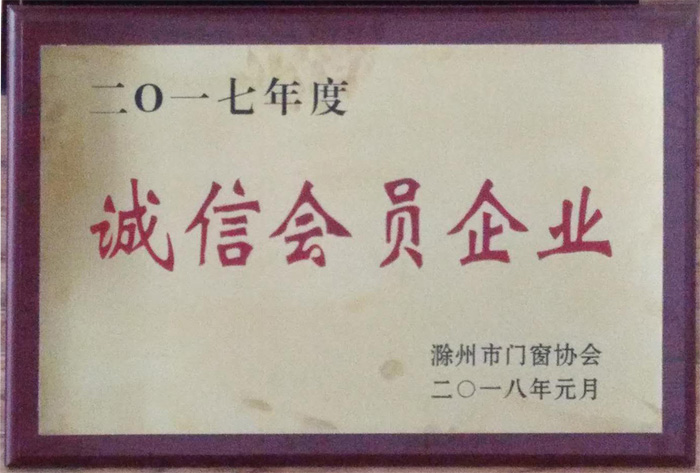 二〇一七年度
诚信会员企业
滁州市门窗协会
二〇一八年元月